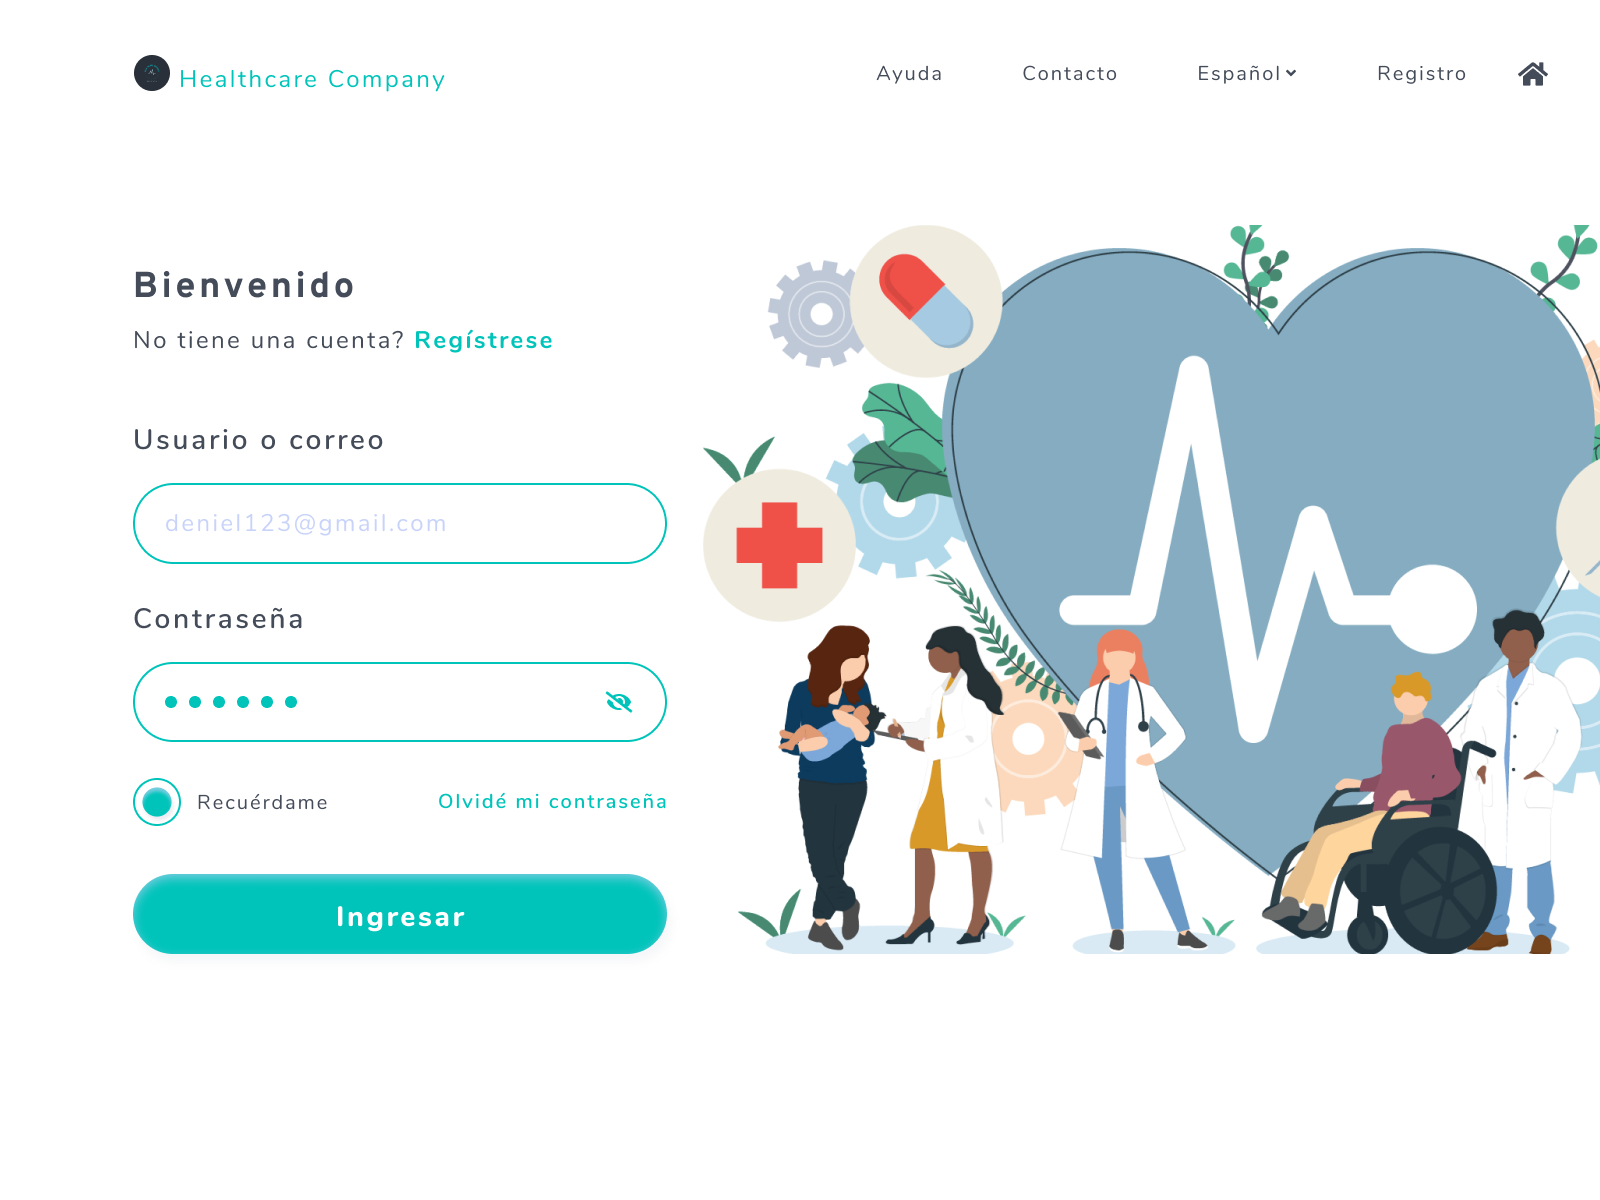 Healthcare Company
Ayuda
Contacto
Español
Registro
Bienvenido
No tiene una cuenta? Regístrese
Usuario o correo
deniel123@gmail.com
Contraseña
Recuérdame
Olvidé mi contraseña
Ingresar